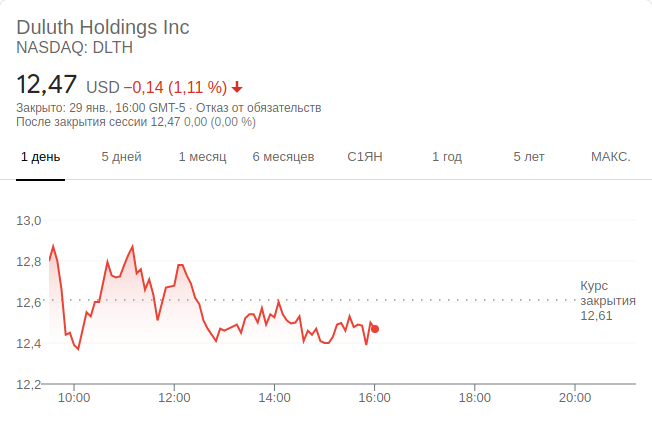 Duluth Holdings Inc
NASDAQ: DLTH
12,47 USD −0,14 (1,11 %)
Закрыто: 29 янв., 16:00 GMT-5 · Отказ от обязательств
После закрытия сессии 12,47 0,00 (0,00 %)
1 день 5 дней 1 месяц 6 месяцев С1ЯН 1 год 5 лет МАКС.
13,0
12,8
12,6
12,4
12,2
Курс
закрытия
12,61
10:00 12:00 14:00 16:00 18:00 20:00